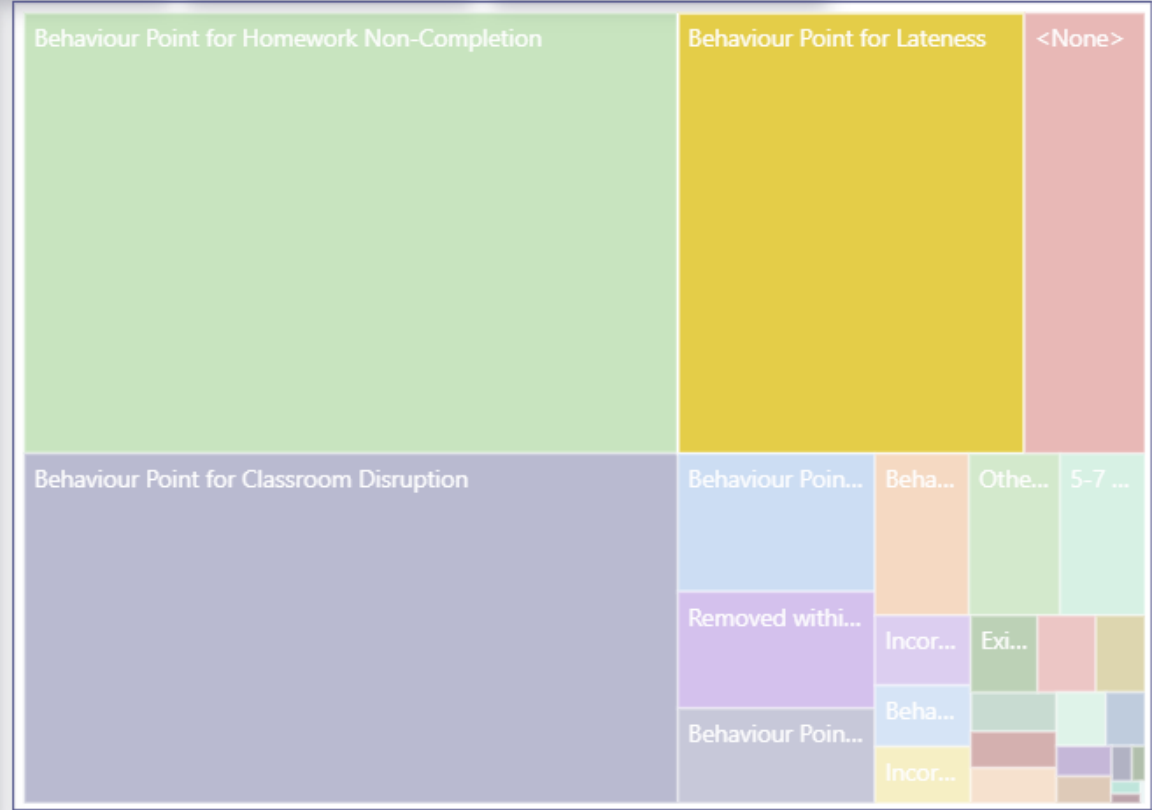 Behaviour Point for Homework Non-Completion
Behaviour Point for Lateness
<None>
Behaviour Point for Classroom Disruption
Behaviour Poin...
Beha...
Othe...
5-7 ...
Removed withi...
Incor...
Exi...
Beha...
Behaviour Poin...
Incor...